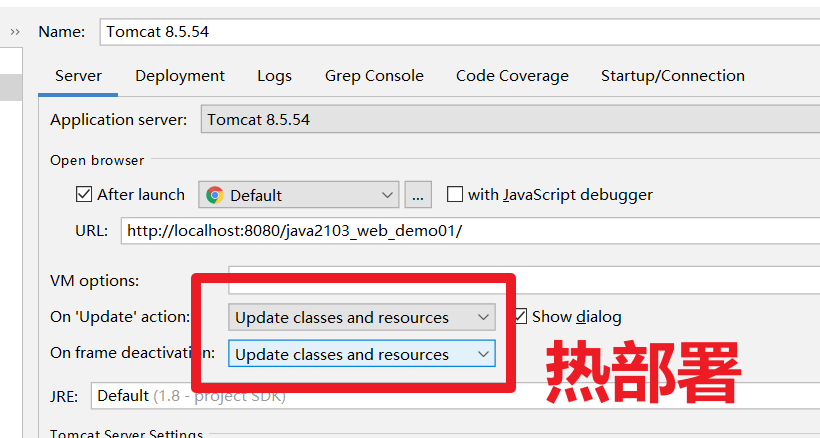 Name: Tomcat 8.5.54
Server Deployment Logs Grep Console Code Coverage Startup/Connection
Application server: Tomcat 8.5.54
Open browser
After launch Default ... with JavaScript debugger
URL: http://localhost:8080/java2103_web_demo01/
VM options:
On 'Update' action: Update classes and resources Show dialog
On frame deactivation: Update classes and resources
热部署
JRE: Default (1.8 - project SDK)
Tomcat Server Settings